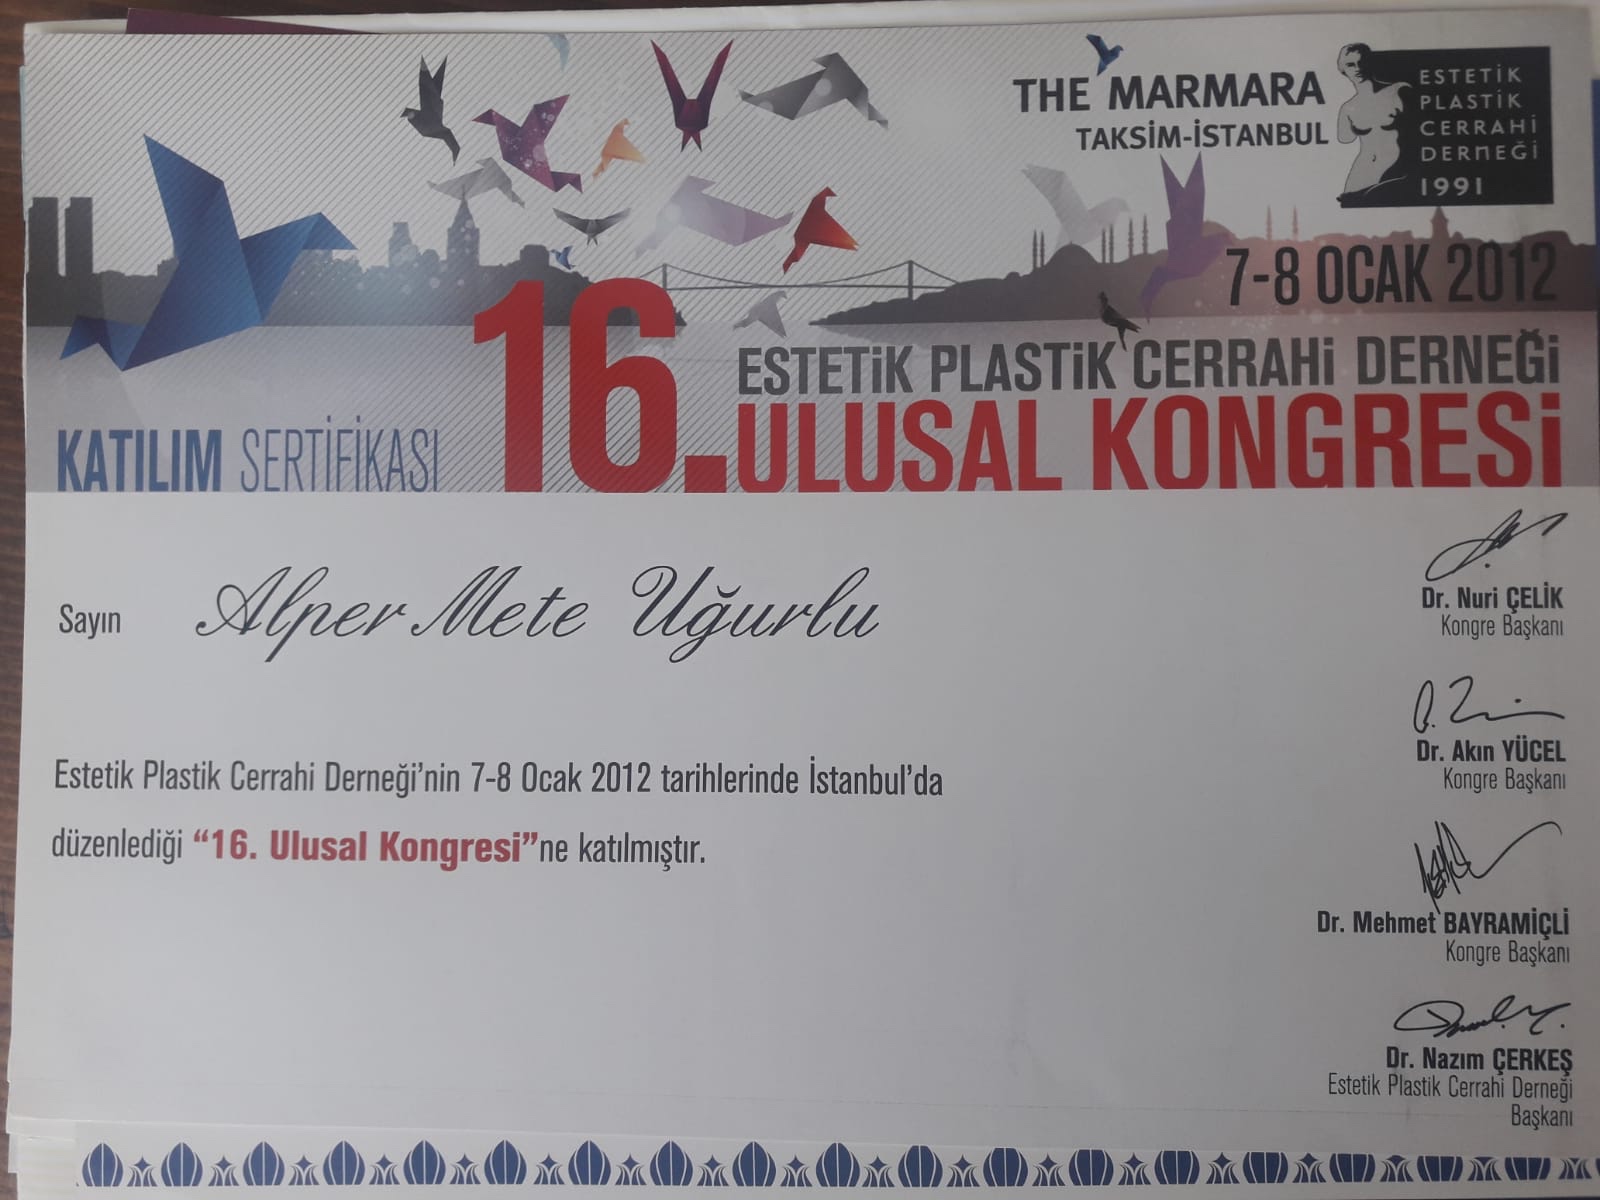 THE MARMARA
TAKSİM-İSTANBUL
ESTETİK
PLASTİK
CERRAHİ
DERNEĞİ
1991
7-8 OCAK 2012
16. ESTETİK PLASTİK CERRAHİ DERNEĞİ
ULUSAL KONGRESİ
KATILIM SERTİFİKASI
Sayın Alper Mete Uğurlu
Estetik Plastik Cerrahi Derneği'nin 7-8 Ocak 2012 tarihlerinde İstanbul'da
düzenlediği “16. Ulusal Kongresi”ne katılmıştır.
Dr. Nuri ÇELİK
Kongre Başkanı
Dr. Akın YÜCEL
Kongre Başkanı
Dr. Mehmet BAYRAMİÇLİ
Kongre Başkanı
Dr. Nazım ÇERKEŞ
Estetik Plastik Cerrahi Derneği
Başkanı